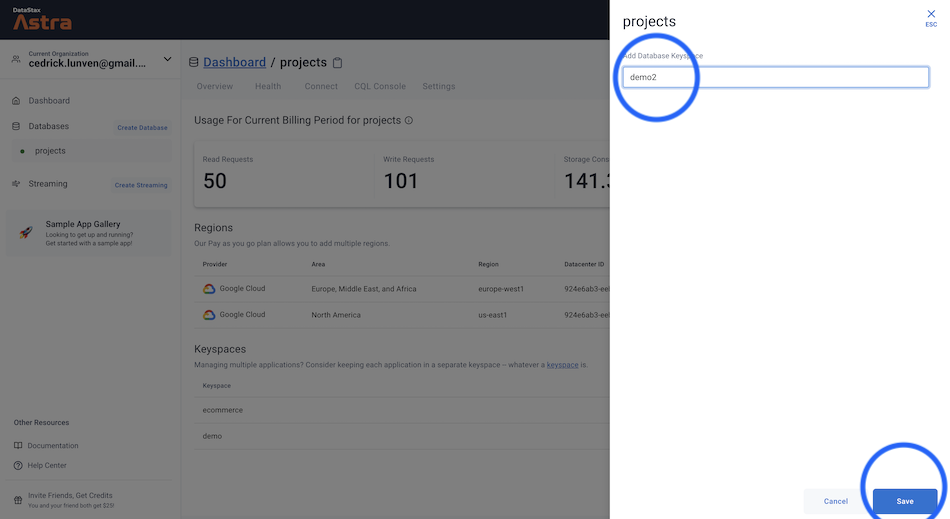 DataStax
Astra
Current Organization
cedrick.lunven@gmail....
Dashboard
Databases
Create Database
projects
Streaming
Create Streaming
Sample App Gallery
Looking to get up and running?
Get started with a sample app!
Other Resources
Documentation
Help Center
Invite Friends, Get Credits
You and your friend both get $25!
Dashboard / projects
Overview Health Connect CQL Console Settings
Usage For Current Billing Period for projects
Read Requests Write Requests Storage Cons
50 101 141.
Regions
Our Pay as you go plan allows you to add multiple regions.
Provider Area Region Datacenter ID
Google Cloud Europe, Middle East, and Africa europe-west1 924e6ab3-ee
Google Cloud North America us-east1 924e6ab3-ee
Keyspaces
Managing multiple applications? Consider keeping each application in a separate keyspace – whatever a keyspace is.
Keyspace
ecommerce
demo
projects
ESC
Add Database Keyspace
demo2
Cancel Save